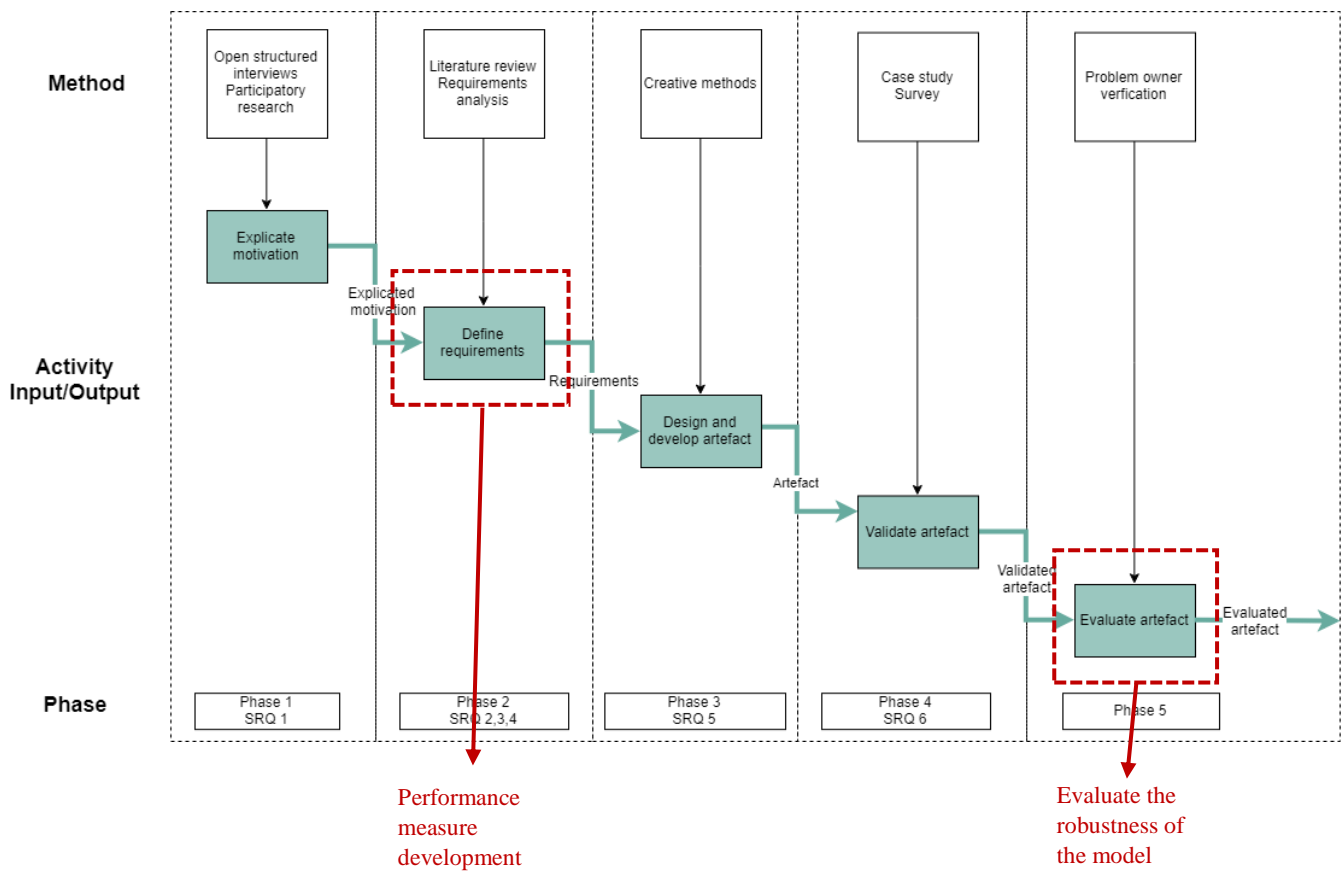 Method
Open structured
interviews
Participatory
research
Literature review
Requirements
analysis
Creative methods
Case study
Survey
Problem owner
verfication
Activity
Input/Output
Explicate
motivation
Explicated
motivation
Define
requirements
Requirements
Design and
develop artefact
Artefact
Validate artefact
Validated
artefact
Evaluate artefact
Evaluated
artefact
Phase
Phase 1
SRQ 1
Phase 2
SRQ 2,3,4
Phase 3
SRQ 5
Phase 4
SRQ 6
Phase 5
Performance
measure
development
Evaluate the
robustness of
the model